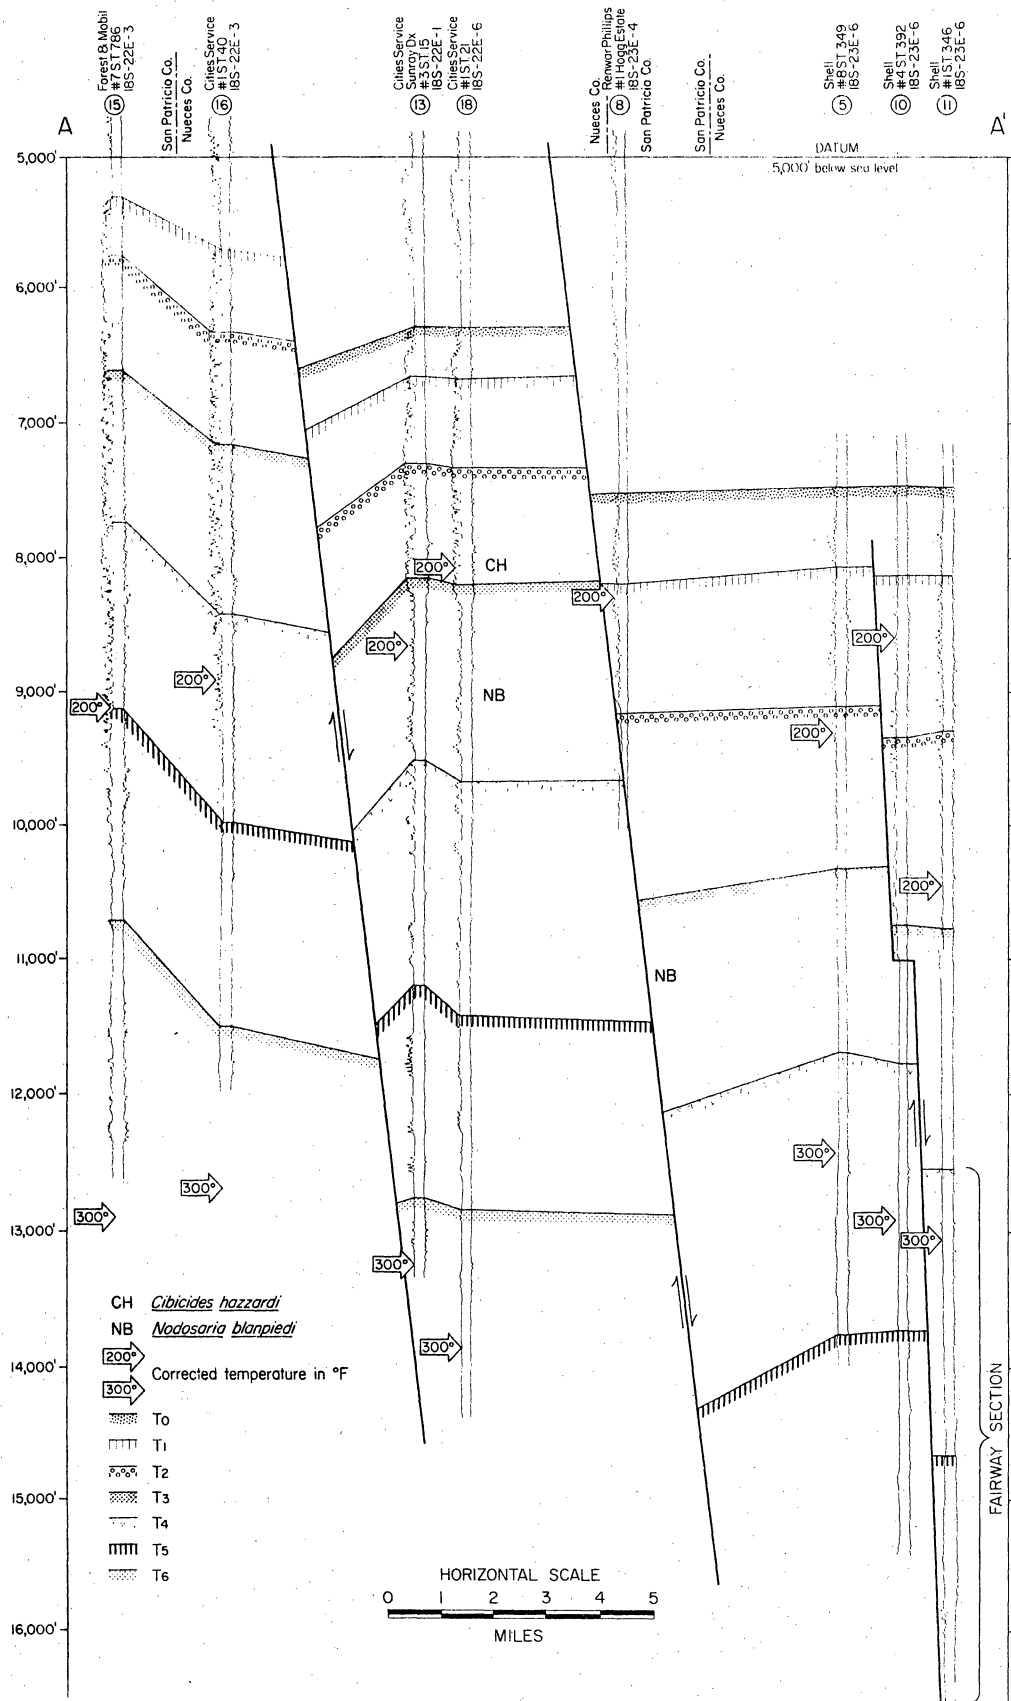 Forest & Mobil
#7 ST 786
18S-22E-3
15
San Patricio Co.
Nueces Co.
Cities Service
#1 ST 40
18S-22E-3
16
Cities Service
Sunray Dx
#3 ST 15
18S-22E-1
13
Cities Service
#1 ST 21
18S-22E-6
18
Nueces Co.
Renwar Phillips
#1 Hogg Estate
18S-23E-4
8
San Patricio Co.
San Patricio Co.
Nueces Co.
Shell
#8 ST 349
18S-23E-6
5
Shell
#4 ST 392
18S-23E-6
10
Shell
#1 ST 346
18S-23E-6
11
A
A'
5,000'
DATUM
5,000' below sea level
6,000'
7,000'
8,000'
200°
CH
200°
200°
200°
200°
NB
9,000'
200°
200°
10,000'
200°
11,000'
NB
12,000'
300°
300°
13,000'
300°
300°
300°
300°
CH Cibicides hazzardi
NB Nodosaria blanpiedi
300°
200°
14,000'
300°
Corrected temperature in °F
T0
T1
T2
T3
T4
T5
T6
15,000'
16,000'
HORIZONTAL SCALE
0 1 2 3 4 5
MILES
FAIRWAY SECTION